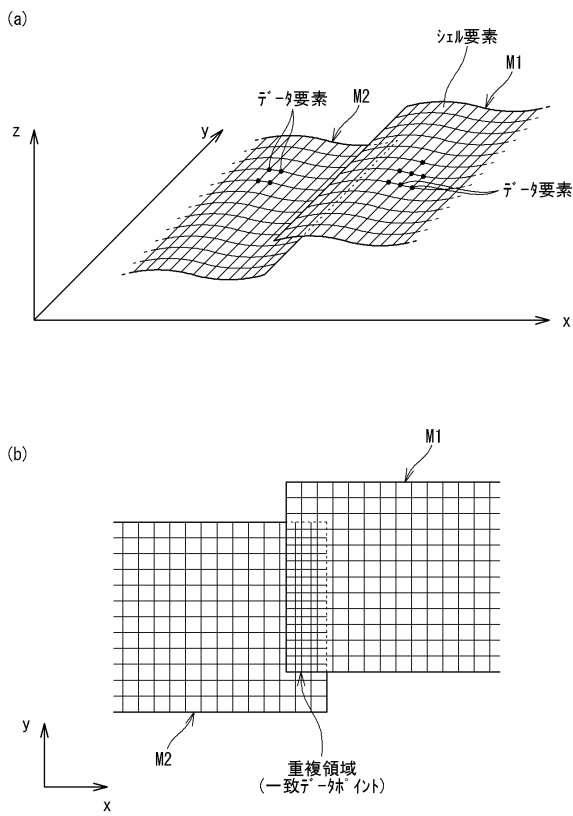 (a)
シェル要素
M1
データ要素
M2
z
y
データ要素
x
(b)
M1
y
M2
x
重複領域
(一致データポイント)